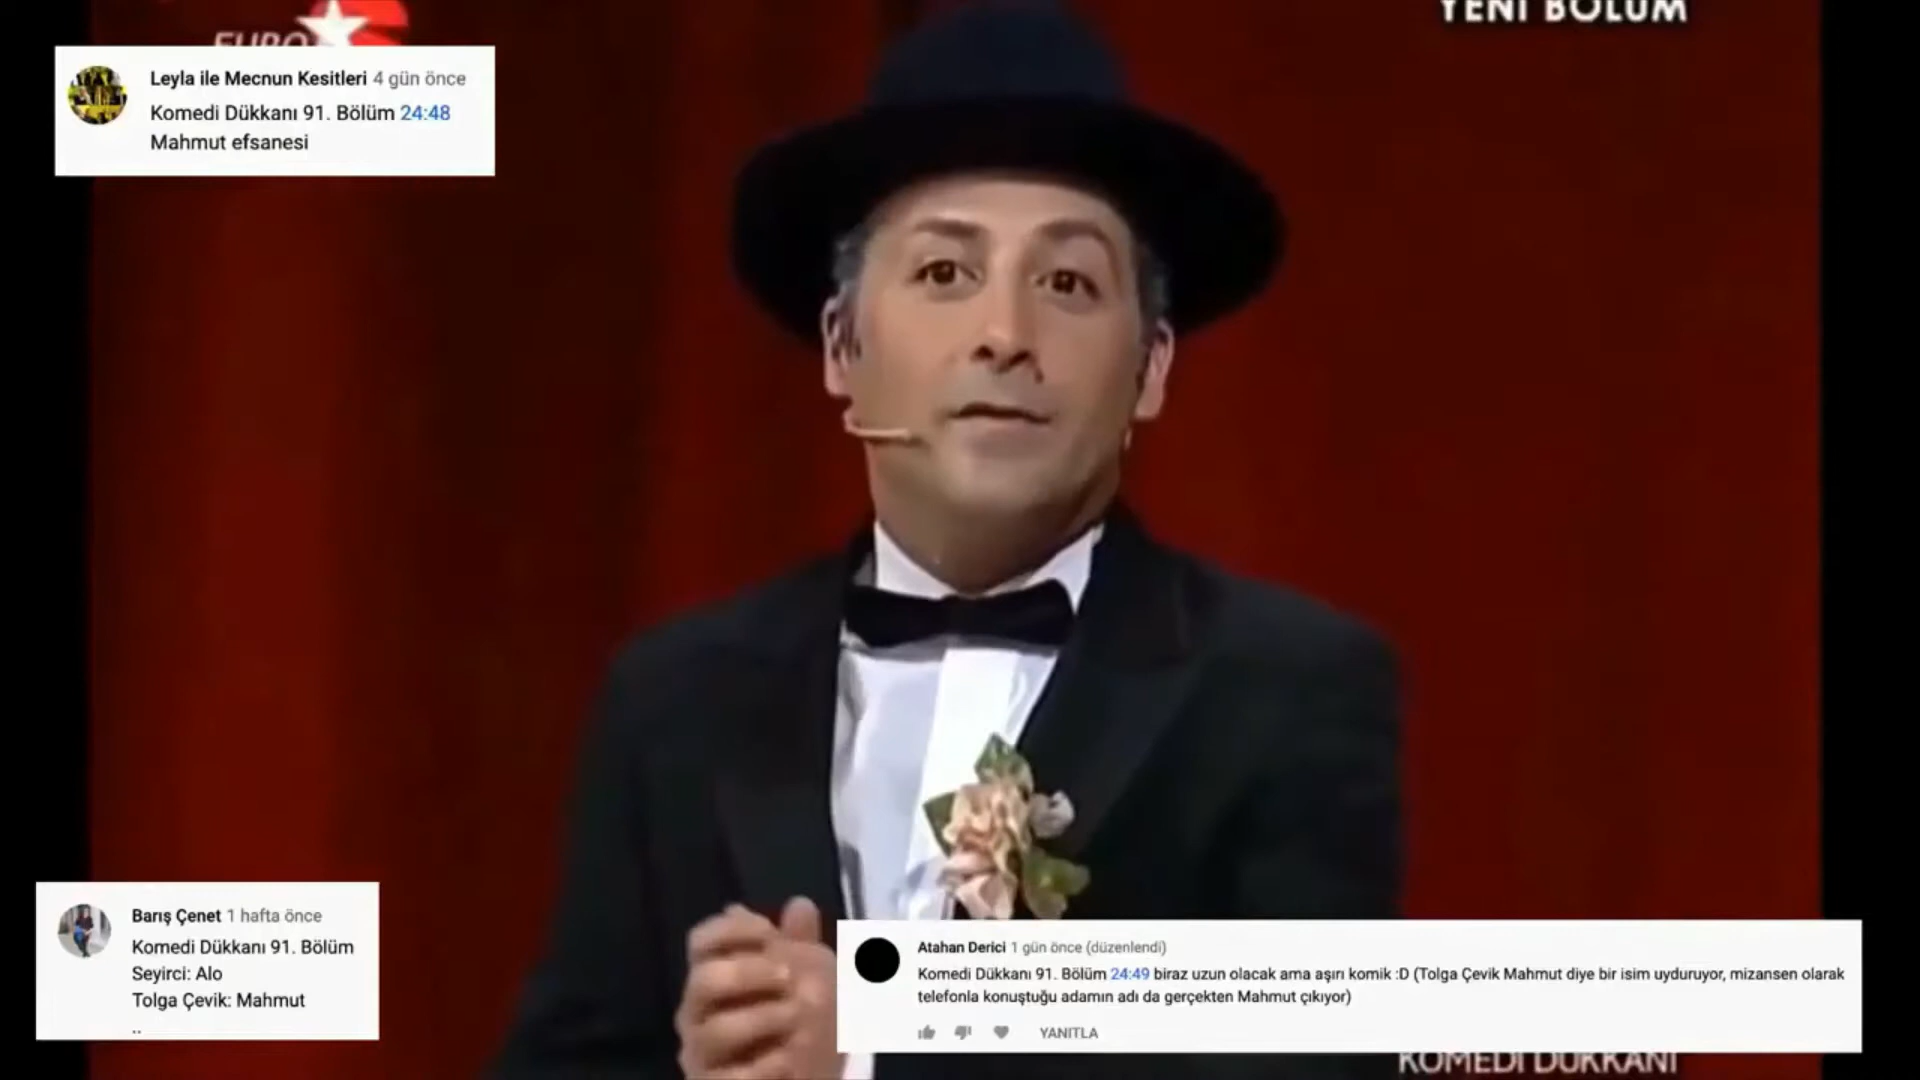 YENİ BÖLÜM
EURO
Leyla ile Mecnun Kesitleri 4 gün önce
Komedi Dükkanı 91. Bölüm 24:48
Mahmut efsanesi
Barış Çenet 1 hafta önce
Komedi Dükkanı 91. Bölüm
Seyirci: Alo
Tolga Çevik: Mahmut
..
Atahan Derici 1 gün önce (düzenlendi)
Komedi Dükkanı 91. Bölüm 24:49 biraz uzun olacak ama aşırı komik :D (Tolga Çevik Mahmut diye bir isim uyduruyor, mizansen olarak
telefonla konuştuğu adamın adı da gerçekten Mahmut çıkıyor)
YANITLA
KOMEDİ DÜKKANI